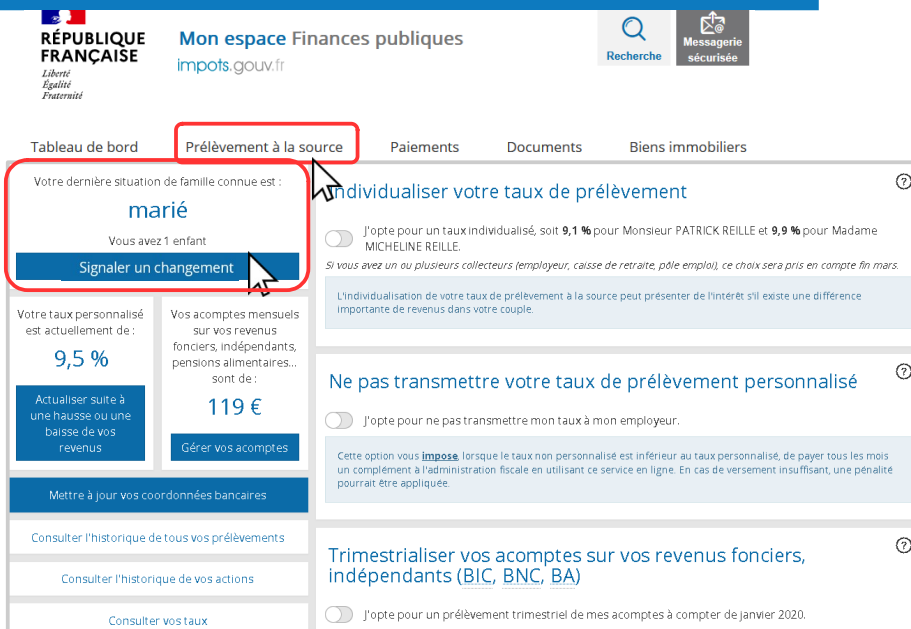 RÉPUBLIQUE
FRANÇAISE
Liberté
Égalité
Fraternité
Mon espace Finances publiques
impots.gouv.fr
Recherche
Messagerie
sécurisée
Tableau de bord
Prélèvement à la source
Paiements
Documents
Biens immobiliers
Votre dernière situation de famille connue est :
marié
Vous avez 1 enfant
Signaler un changement
Votre taux personnalisé
est actuellement de :
9,5 %
Actualiser suite à
une hausse ou une
baisse de vos
revenus
Vos acomptes mensuels
sur vos revenus
fonciers, indépendants,
pensions alimentaires...
sont de :
119 €
Gérer vos acomptes
Mettre à jour vos coordonnées bancaires
Consulter l'historique de tous vos prélèvements
Consulter l'historique de vos actions
Consulter vos taux
Individualiser votre taux de prélèvement
J'opte pour un taux individualisé, soit 9,1 % pour Monsieur PATRICK REILLE et 9,9 % pour Madame
MICHELINE REILLE.
Si vous avez un ou plusieurs collecteurs (employeur, caisse de retraite, pôle emploi), ce choix sera pris en compte fin mars.
L'individualisation de votre taux de prélèvement à la source peut présenter de l'intérêt s'il existe une différence
importante de revenus dans votre couple.
Ne pas transmettre votre taux de prélèvement personnalisé
J'opte pour ne pas transmettre mon taux à mon employeur.
Cette option vous impose, lorsque le taux non personnalisé est inférieur au taux personnalisé, de payer tous les mois
un complément à l'administration fiscale en utilisant ce service en ligne. En cas de versement insuffisant, une pénalité
pourrait être appliquée.
Trimestrialiser vos acomptes sur vos revenus fonciers,
indépendants (BIC, BNC, BA)
J'opte pour un prélèvement trimestriel de mes acomptes à compter de janvier 2020.